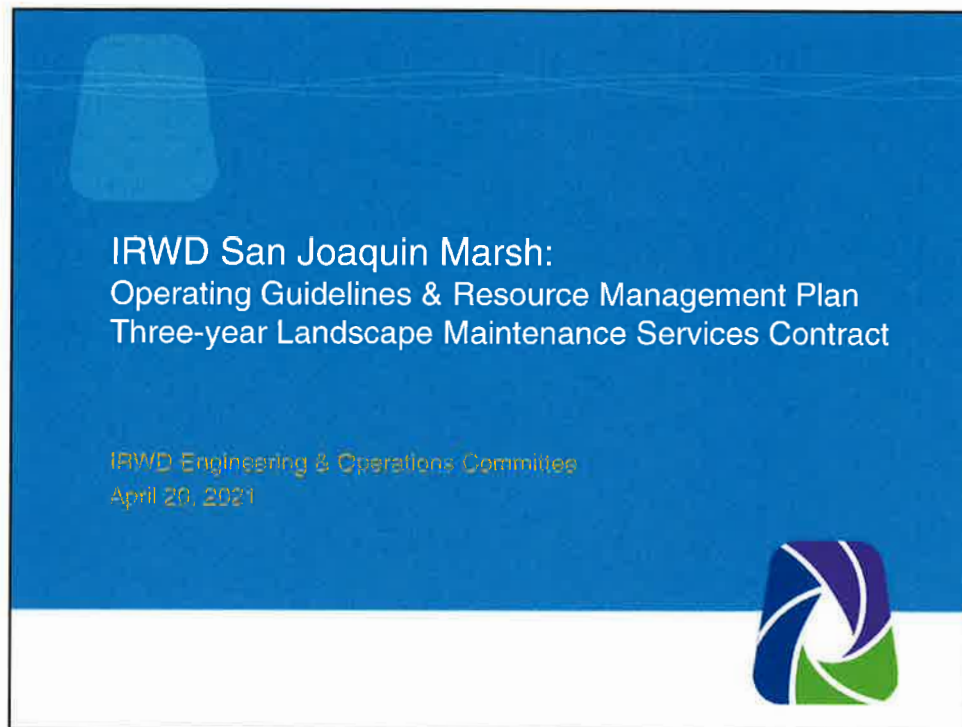 IRWD San Joaquin Marsh:
Operating Guidelines & Resource Management Plan
Three-year Landscape Maintenance Services Contract
IRWD Engineering & Operations Committee
April 20, 2021